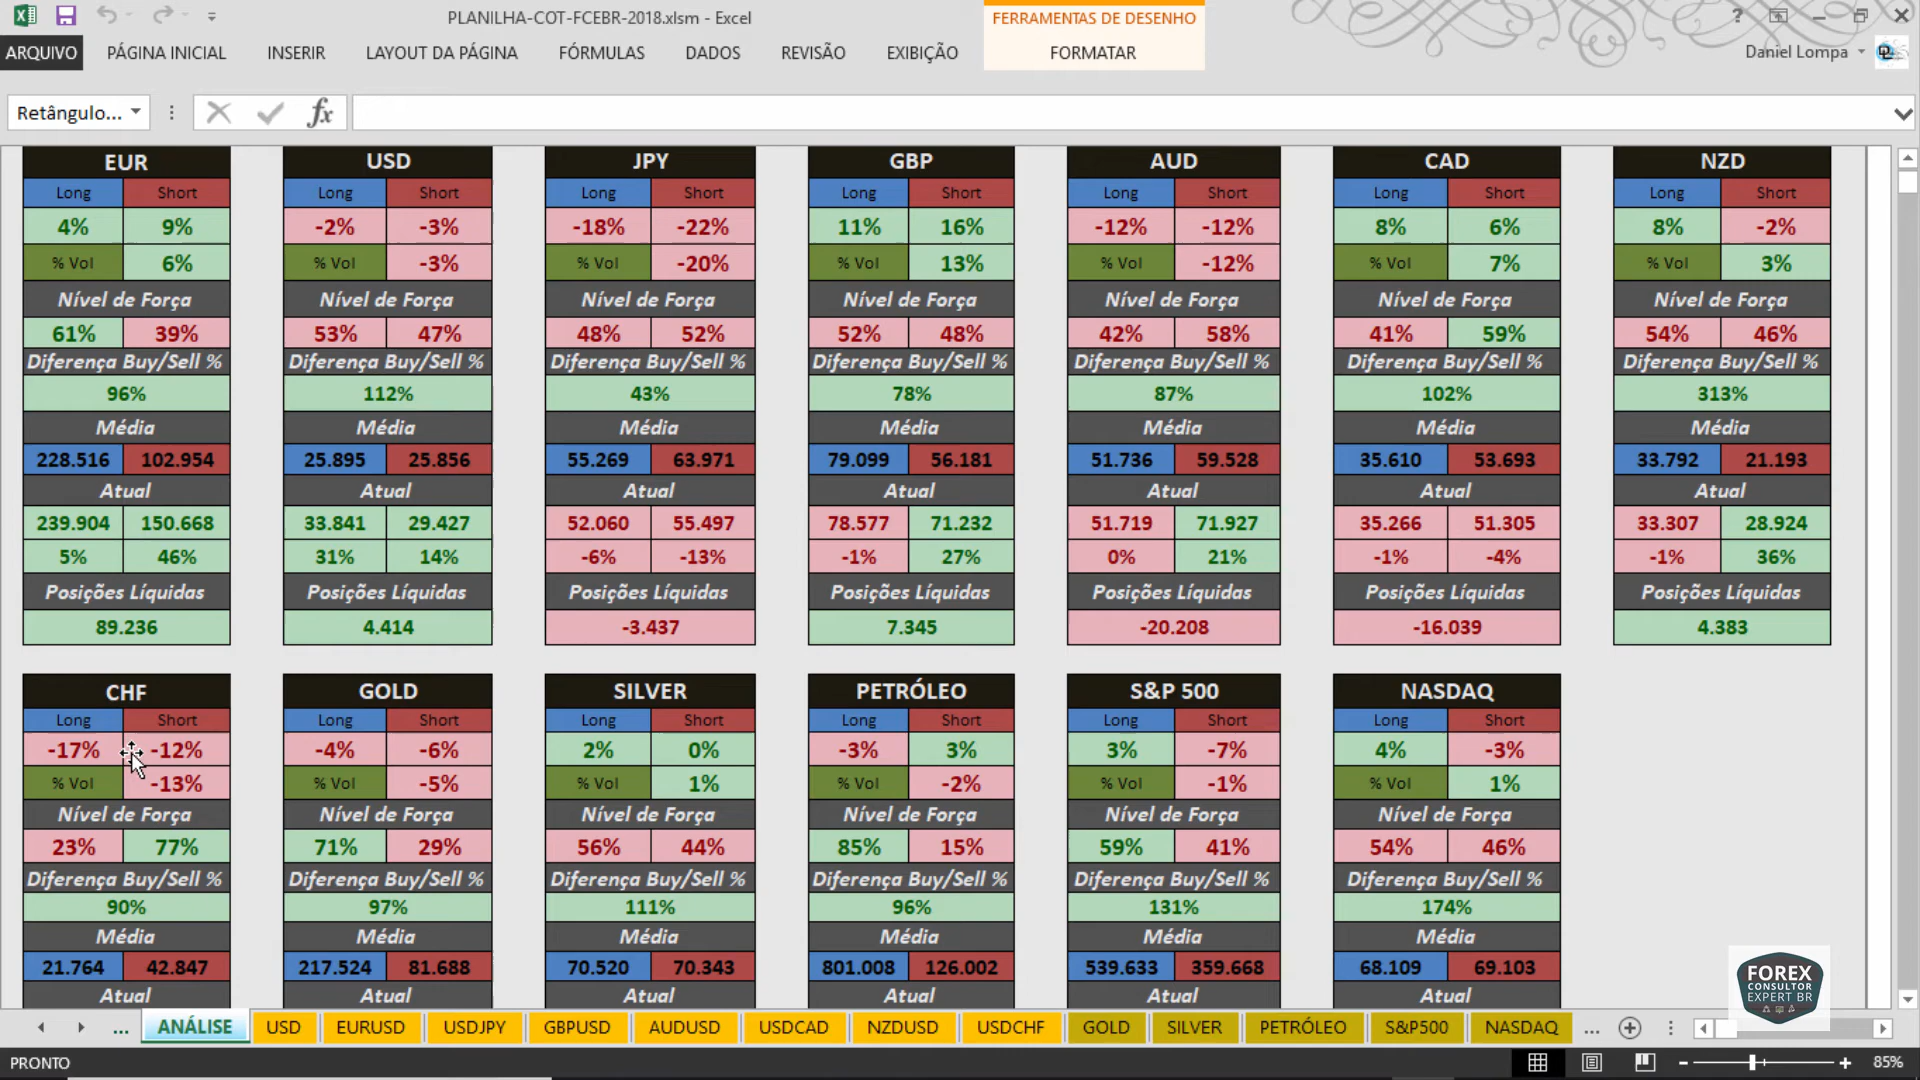 PLANILHA-COT-FCEBR-2018.xlsm - Excel
FERRAMENTAS DE DESENHO
?
ARQUIVO PÁGINA INICIAL INSERIR LAYOUT DA PÁGINA FÓRMULAS DADOS REVISÃO EXIBIÇÃO FORMATAR Daniel Lompa
Retângulo... fx
EUR USD JPY GBP AUD CAD NZD
Long Short Long Short Long Short Long Short Long Short Long Short Long Short
4% 9% -2% -3% -18% -22% 11% 16% -12% -12% 8% 6% 8% -2%
% Vol 6% % Vol -3% % Vol -20% % Vol 13% % Vol -12% % Vol 7% % Vol 3%
Nível de Força Nível de Força Nível de Força Nível de Força Nível de Força Nível de Força Nível de Força
61% 39% 53% 47% 48% 52% 52% 48% 42% 58% 41% 59% 54% 46%
Diferença Buy/Sell % Diferença Buy/Sell % Diferença Buy/Sell % Diferença Buy/Sell % Diferença Buy/Sell % Diferença Buy/Sell % Diferença Buy/Sell %
96% 112% 43% 78% 87% 102% 313%
Média Média Média Média Média Média Média
228.516 102.954 25.895 25.856 55.269 63.971 79.099 56.181 51.736 59.528 35.610 53.693 33.792 21.193
Atual Atual Atual Atual Atual Atual Atual
239.904 150.668 33.841 29.427 52.060 55.497 78.577 71.232 51.719 71.927 35.266 51.305 33.307 28.924
5% 46% 31% 14% -6% -13% -1% 27% 0% 21% -1% -4% -1% 36%
Posições Líquidas Posições Líquidas Posições Líquidas Posições Líquidas Posições Líquidas Posições Líquidas Posições Líquidas
89.236 4.414 -3.437 7.345 -20.208 -16.039 4.383
CHF GOLD SILVER PETRÓLEO S&P 500 NASDAQ
Long Short Long Short Long Short Long Short Long Short Long Short
-17% -12% -4% -6% 2% 0% -3% 3% 3% -7% 4% -3%
% Vol -13% % Vol -5% % Vol 1% % Vol -2% % Vol -1% % Vol 1%
Nível de Força Nível de Força Nível de Força Nível de Força Nível de Força Nível de Força
23% 77% 71% 29% 56% 44% 85% 15% 59% 41% 54% 46%
Diferença Buy/Sell % Diferença Buy/Sell % Diferença Buy/Sell % Diferença Buy/Sell % Diferença Buy/Sell % Diferença Buy/Sell %
90% 97% 111% 96% 131% 174%
Média Média Média Média Média Média
21.764 42.847 217.524 81.688 70.520 70.343 801.008 126.002 539.633 359.668 68.109 69.103
Atual Atual Atual Atual Atual Atual
FOREX
CONSULTOR
EXPERT BR
... ANÁLISE USD EURUSD USDJPY GBPUSD AUDUSD USDCAD NZDUSD USDCHF GOLD SILVER PETRÓLEO S&P500 NASDAQ ...
PRONTO 85%